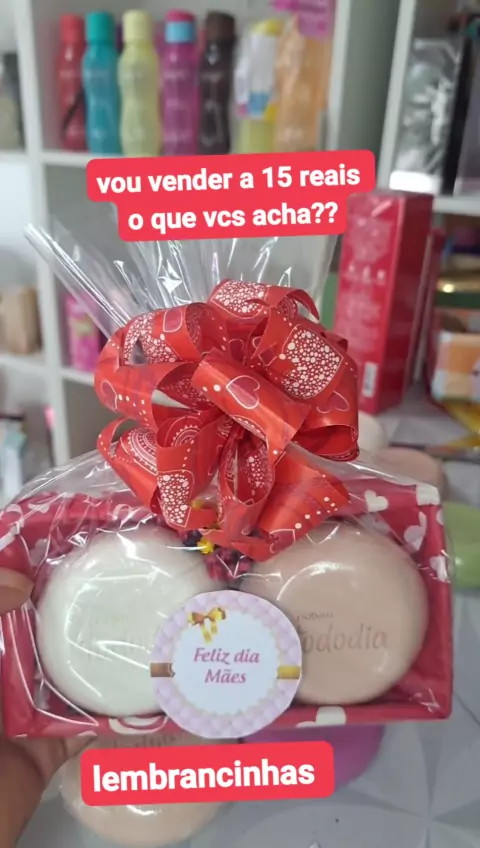 vou vender a 15 reais
o que vcs acha??
Feliz dia
Mães
lembrancinhas